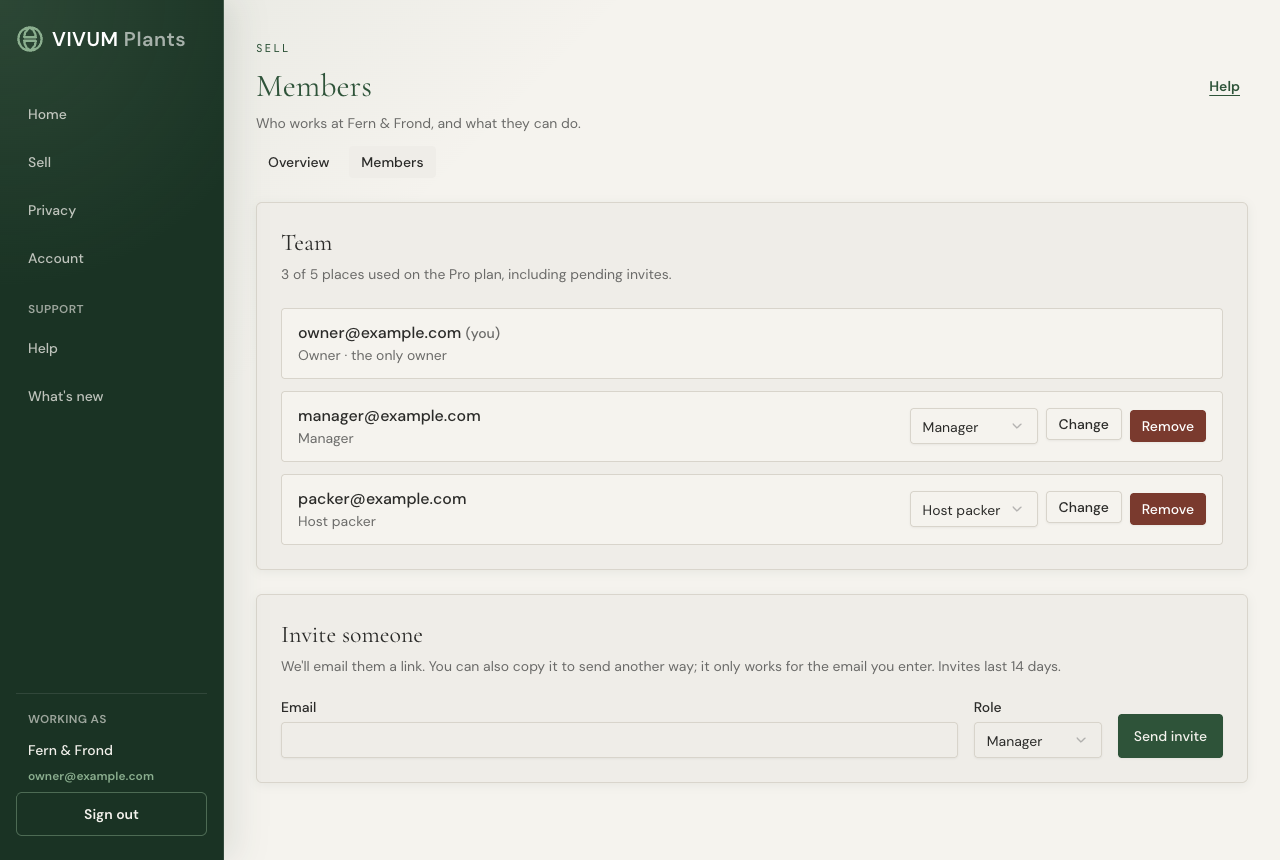 VIVUM Plants
Home
Sell
Privacy
Account
SUPPORT
Help
What's new
WORKING AS
Fern & Frond
owner@example.com
Sign out
SELL
Members
Help
Who works at Fern & Frond, and what they can do.
Overview Members
Team
3 of 5 places used on the Pro plan, including pending invites.
owner@example.com (you)
Owner · the only owner
manager@example.com
Manager
Manager Change Remove
packer@example.com
Host packer
Host packer Change Remove
Invite someone
We'll email them a link. You can also copy it to send another way; it only works for the email you enter. Invites last 14 days.
Email Role
Manager Send invite